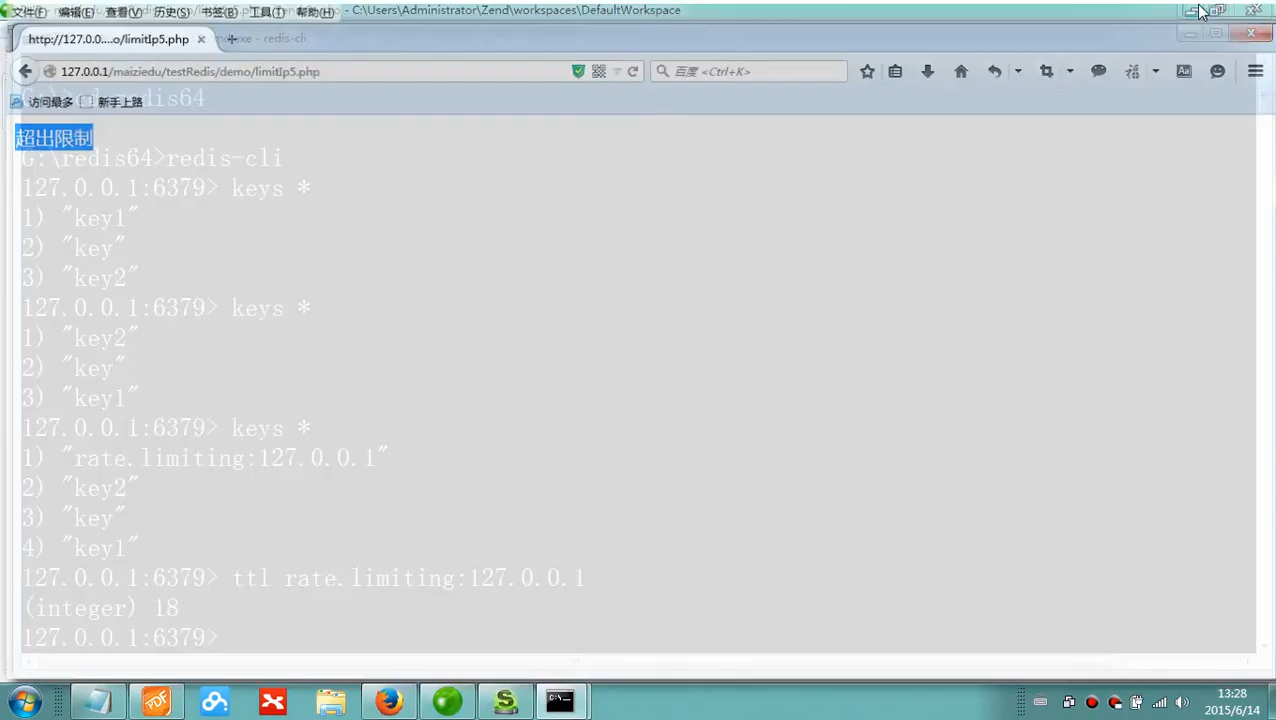 文件(F) 编辑(E) 查看(V) 历史(S) 书签(B) 工具(T) 帮助(H) - C:\Users\Administrator\Zend\workspaces\DefaultWorkspace
http://127.0.0....o/limitIp5.php × + redis-cli
127.0.0.1/maiziedu/testRedis/demo/limitIp5.php 百度 <Ctrl+K>
访问最多 新手上路
超出限制
G:\redis64>redis-cli
127.0.0.1:6379> keys *
1) "key1"
2) "key"
3) "key2"
127.0.0.1:6379> keys *
1) "key2"
2) "key"
3) "key1"
127.0.0.1:6379> keys *
1) "rate.limiting:127.0.0.1"
2) "key2"
3) "key"
4) "key1"
127.0.0.1:6379> ttl rate.limiting:127.0.0.1
(integer) 18
127.0.0.1:6379>
13:28
2015/6/14